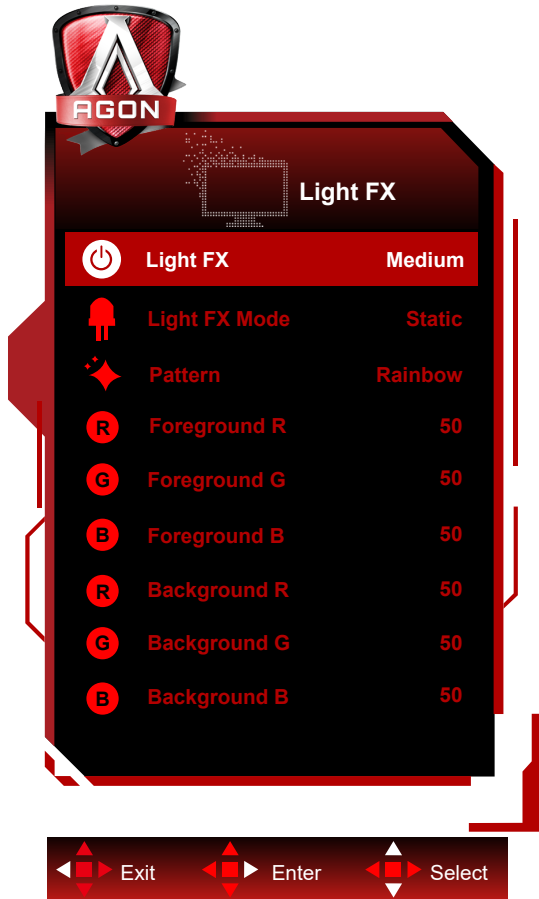 AGON
Light FX
Light FX Medium
Light FX Mode Static
Pattern Rainbow
R Foreground R 50
G Foreground G 50
B Foreground B 50
R Background R 50
G Background G 50
B Background B 50
Exit Enter Select